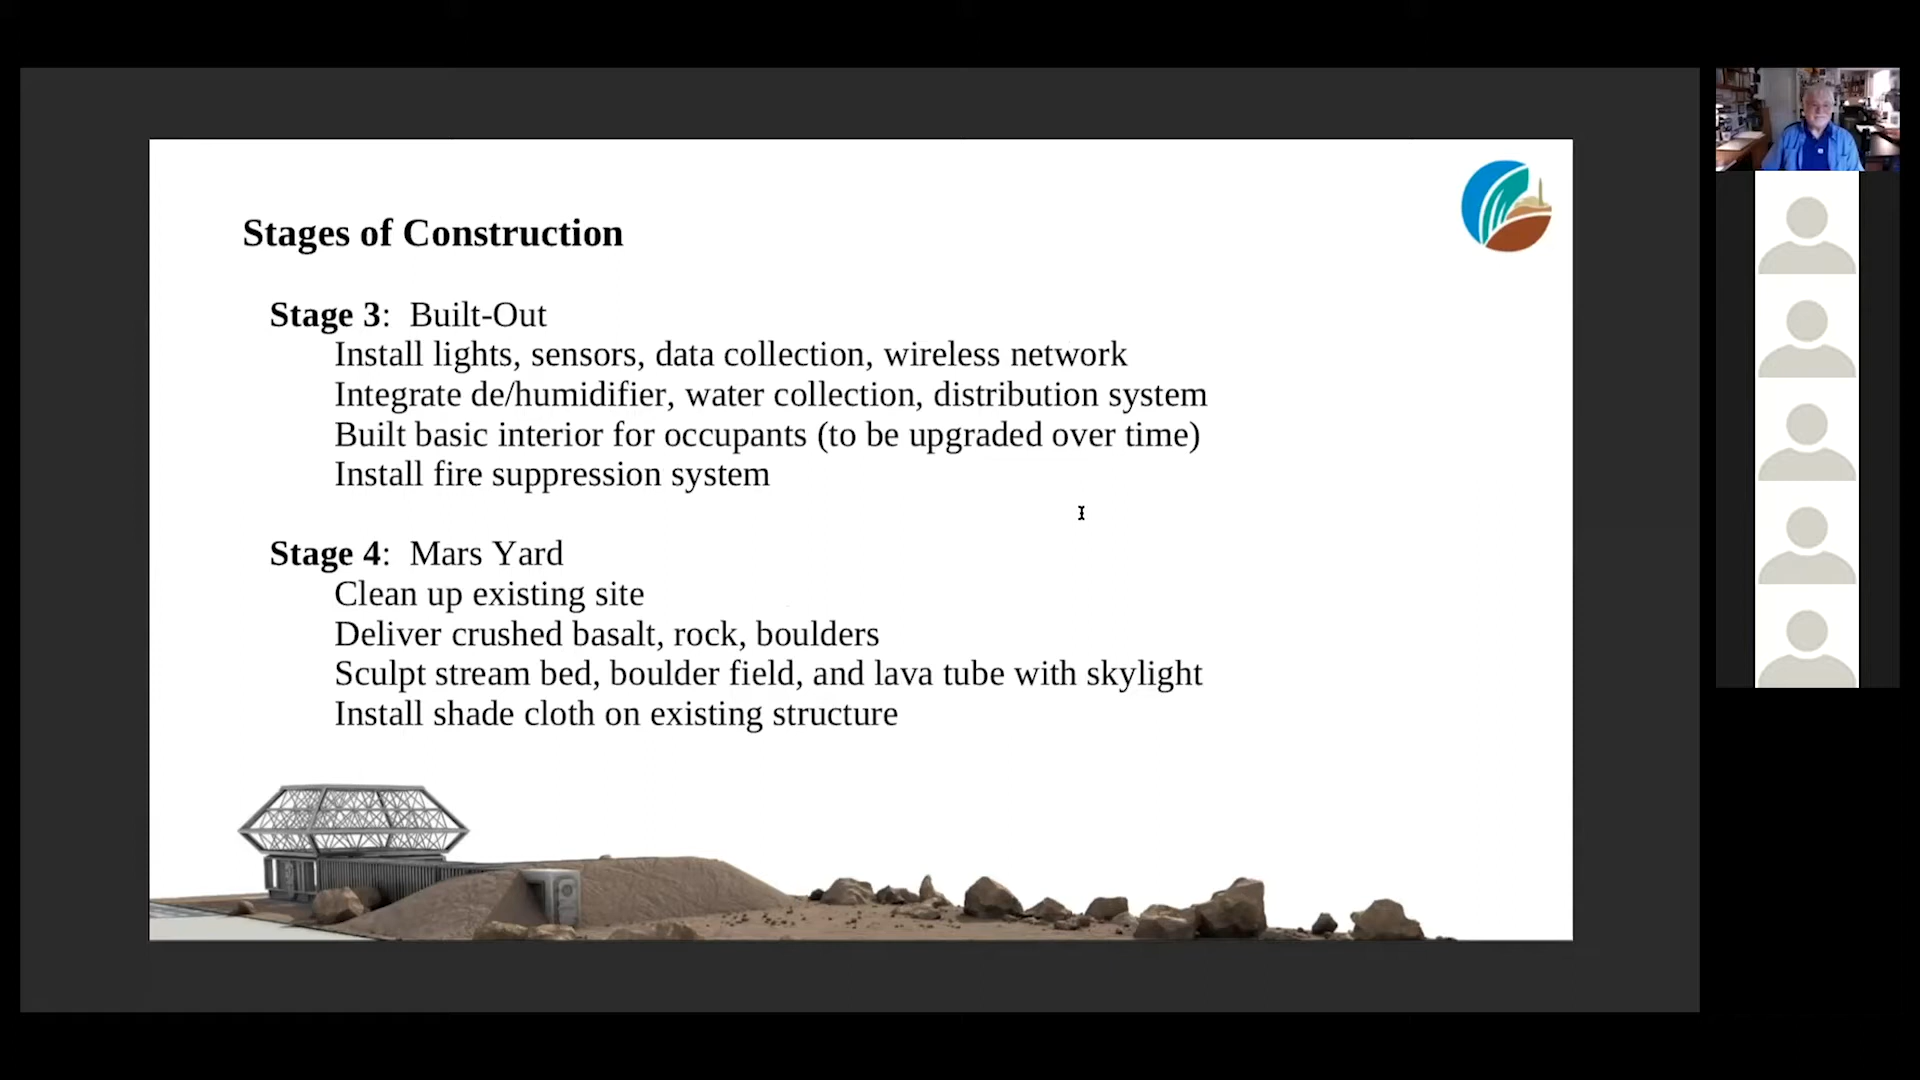 Stages of Construction
Stage 3: Built-Out
Install lights, sensors, data collection, wireless network
Integrate de/humidifier, water collection, distribution system
Built basic interior for occupants (to be upgraded over time)
Install fire suppression system
Stage 4: Mars Yard
Clean up existing site
Deliver crushed basalt, rock, boulders
Sculpt stream bed, boulder field, and lava tube with skylight
Install shade cloth on existing structure